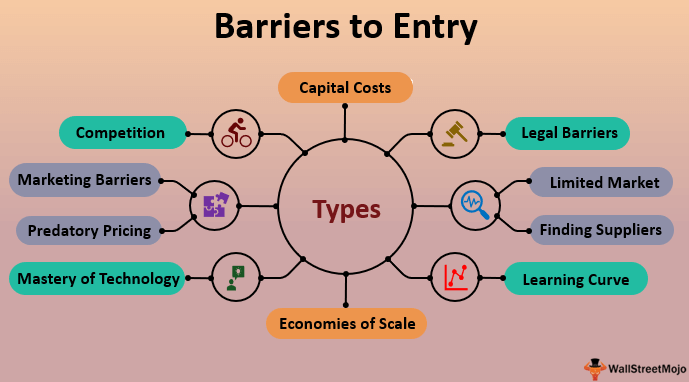 Barriers to Entry
Capital Costs
Competition
Legal Barriers
Marketing Barriers
Limited Market
Types
Predatory Pricing
Finding Suppliers
Mastery of Technology
Learning Curve
Economies of Scale
WallStreetMojo